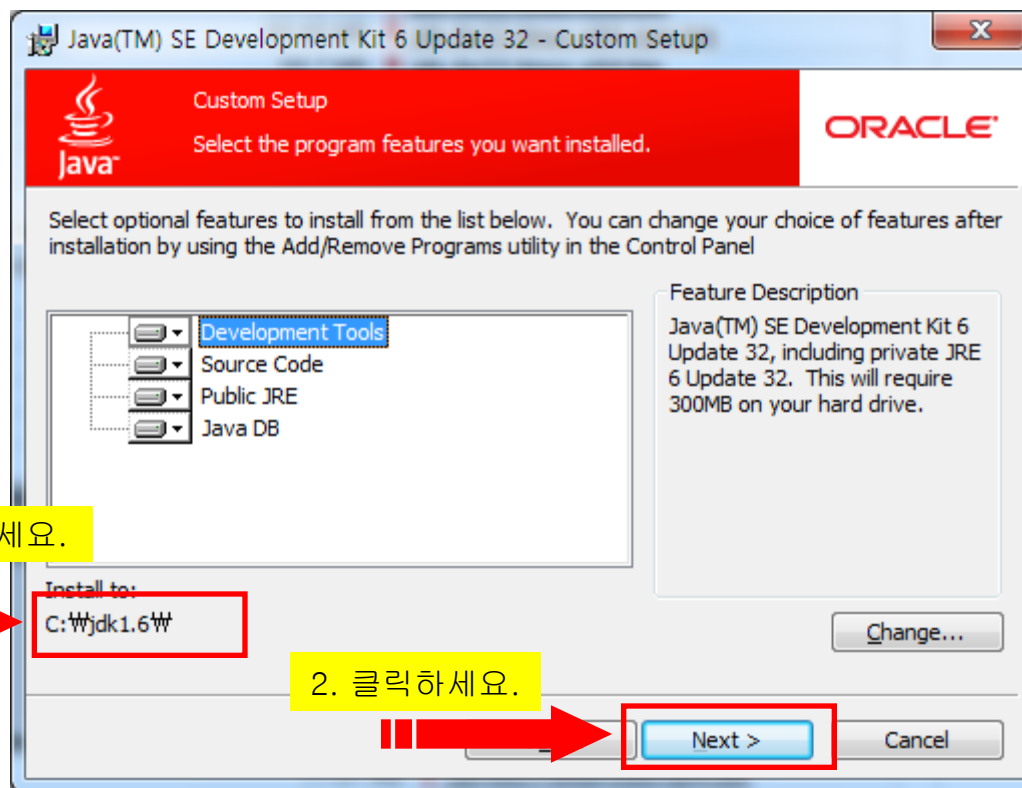 Java(TM) SE Development Kit 6 Update 32 - Custom Setup
Custom Setup
Select the program features you want installed.
Java
ORACLE
Select optional features to install from the list below. You can change your choice of features after
installation by using the Add/Remove Programs utility in the Control Panel
Development Tools
Source Code
Public JRE
Java DB
Feature Description
Java(TM) SE Development Kit 6
Update 32, including private JRE
6 Update 32. This will require
300MB on your hard drive.
세요.
Install to:
C:₩jdk1.6₩
Change...
2. 클릭하세요.
Next >
Cancel